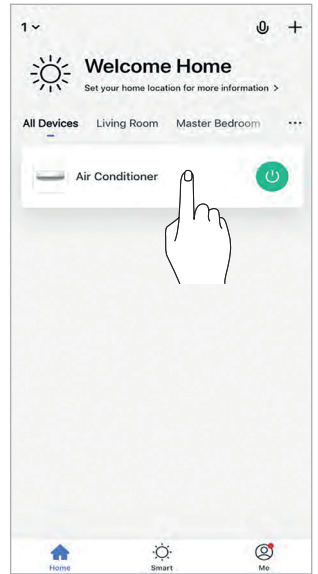 1
Welcome Home
Set your home location for more information >
All Devices Living Room Master Bedroom ...
Air Conditioner
Home Smart Me